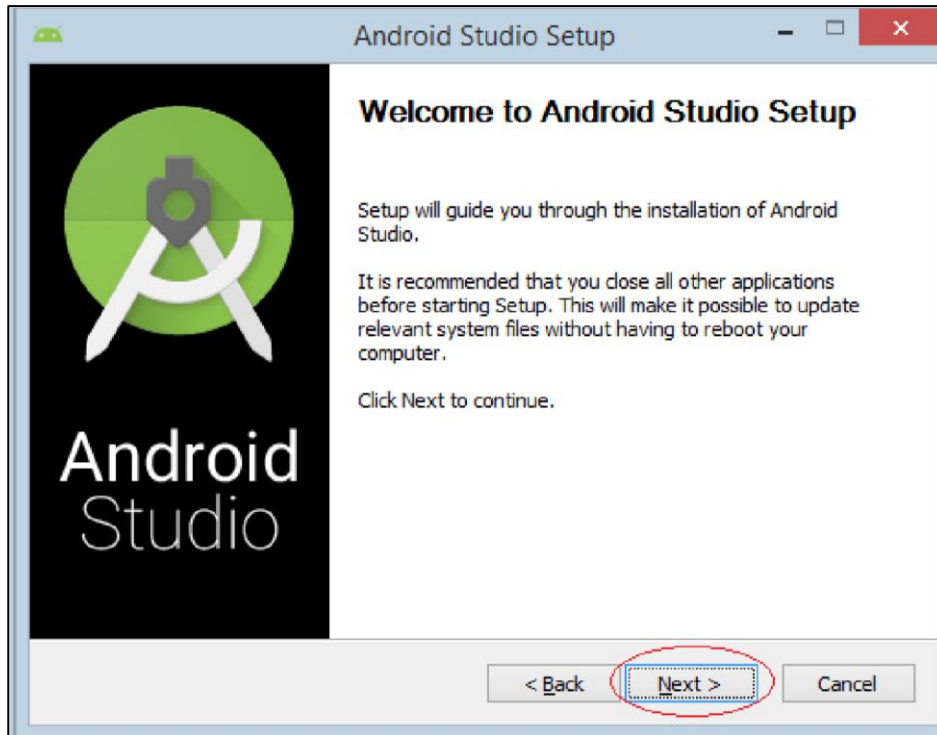 Android Studio Setup
Welcome to Android Studio Setup
Setup will guide you through the installation of Android
Studio.
It is recommended that you close all other applications
before starting Setup. This will make it possible to update
relevant system files without having to reboot your
computer.
Click Next to continue.
Android
Studio
< Back
Next >
Cancel